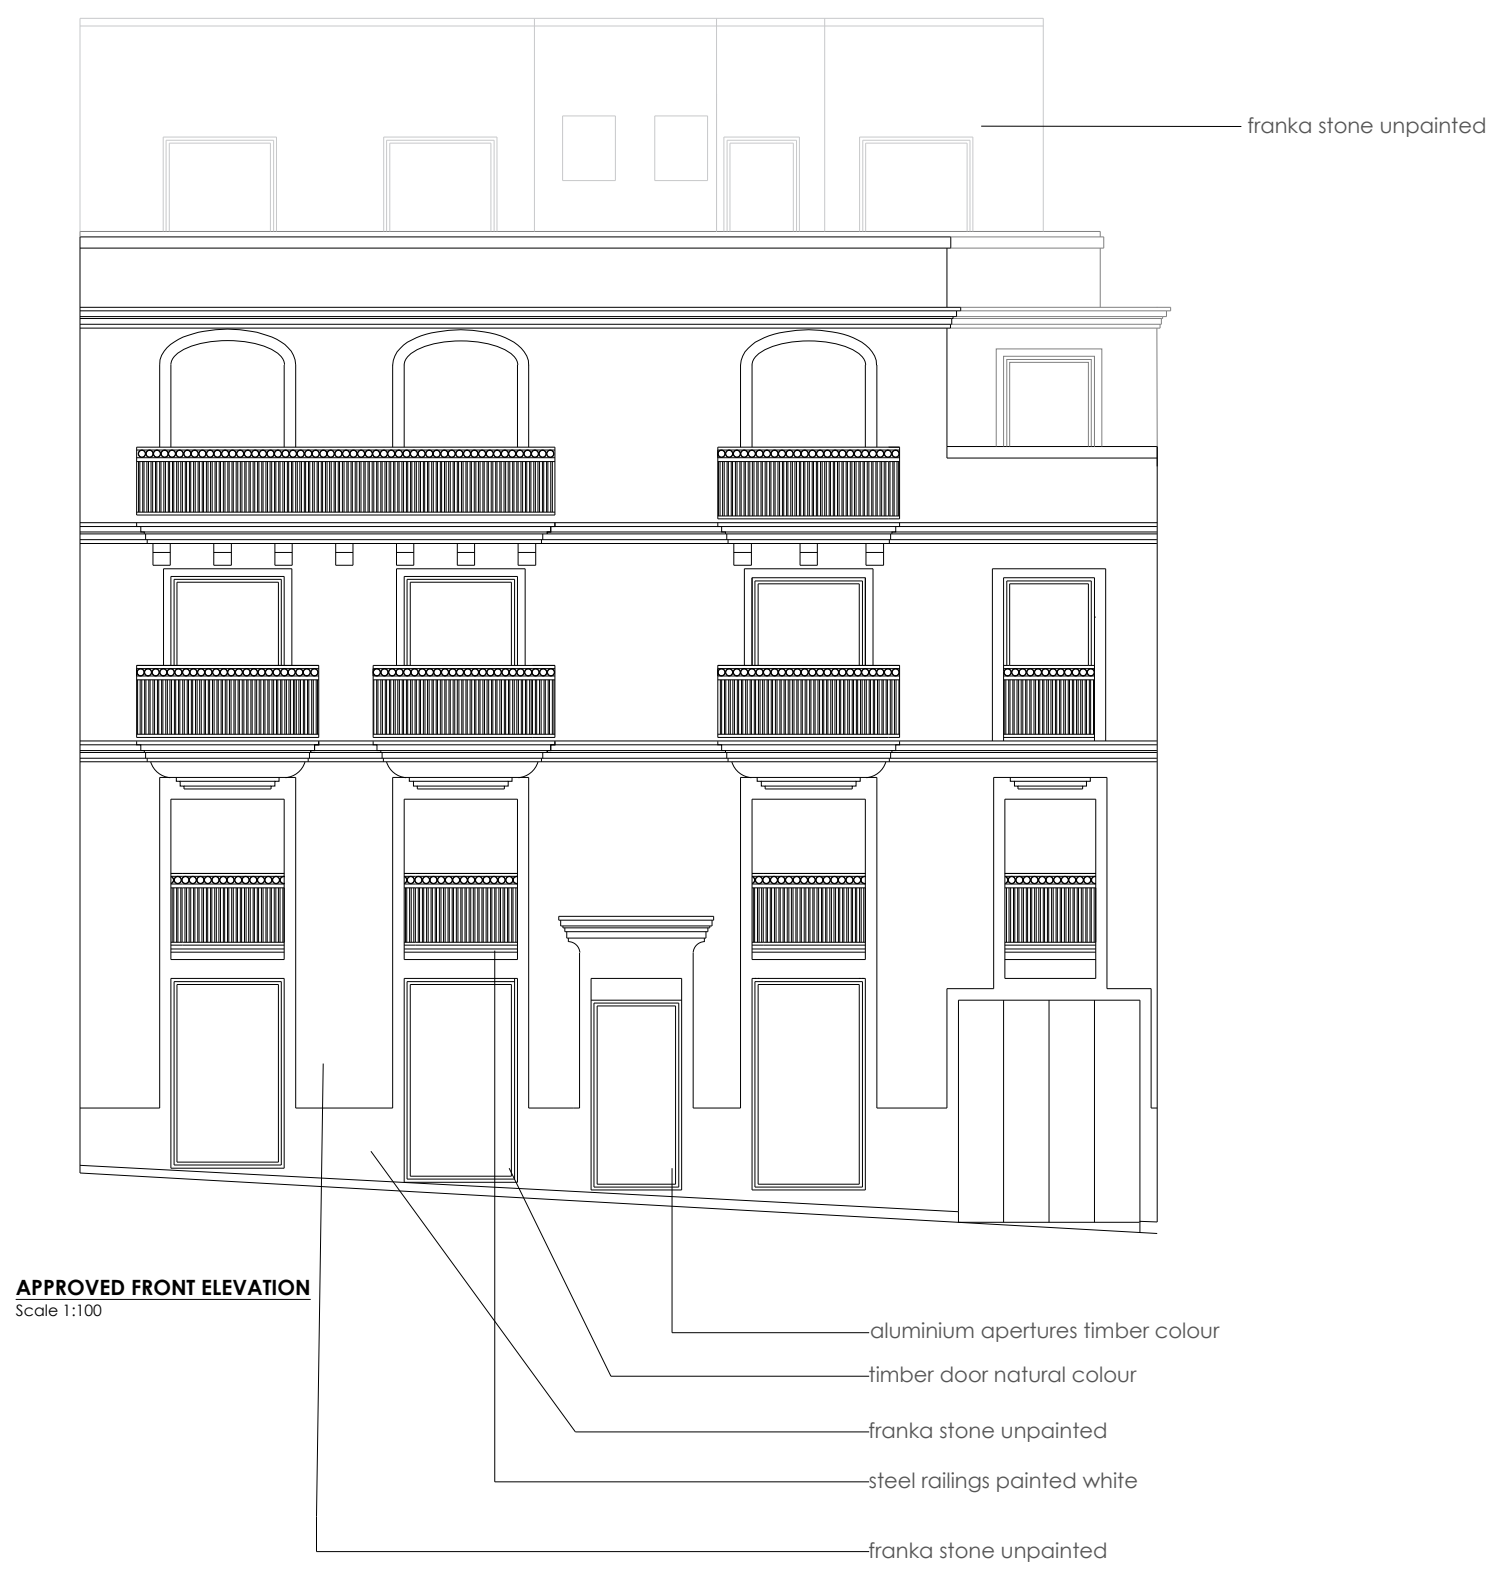 franka stone unpainted
APPROVED FRONT ELEVATION
Scale 1:100
aluminium apertures timber colour
timber door natural colour
franka stone unpainted
steel railings painted white
franka stone unpainted